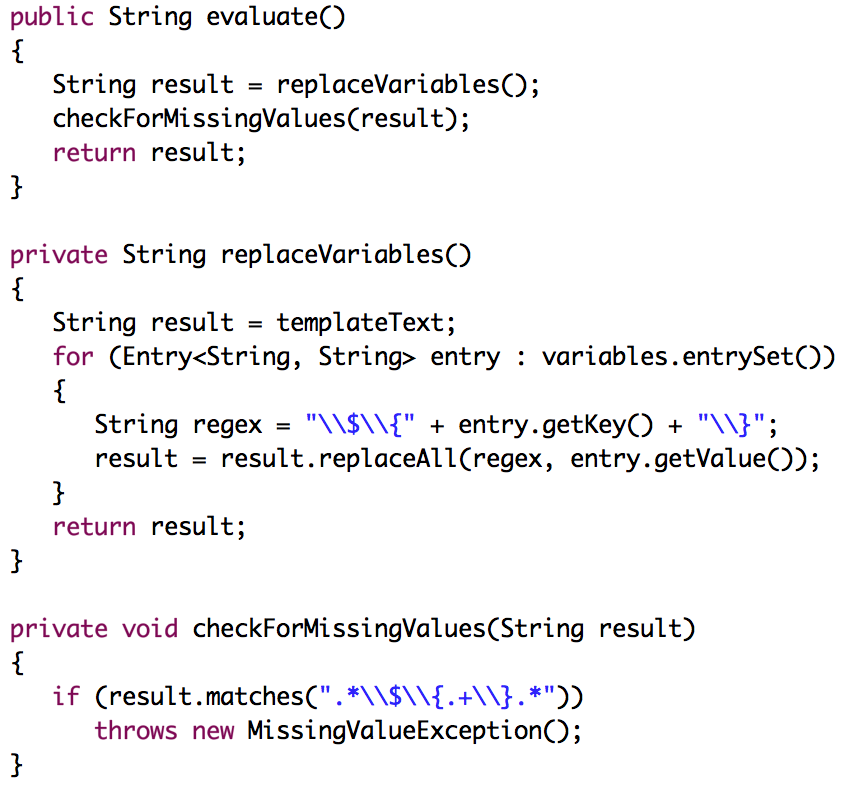 public String evaluate()
{
   String result = replaceVariables();
   checkForMissingValues(result);
   return result;
}

private String replaceVariables()
{
   String result = templateText;
   for (Entry<String, String> entry : variables.entrySet())
   {
      String regex = "\\$\\{" + entry.getKey() + "\\}";
      result = result.replaceAll(regex, entry.getValue());
   }
   return result;
}

private void checkForMissingValues(String result)
{
   if (result.matches(".*\\$\\{.+\\}.*"))
      throws new MissingValueException();
}